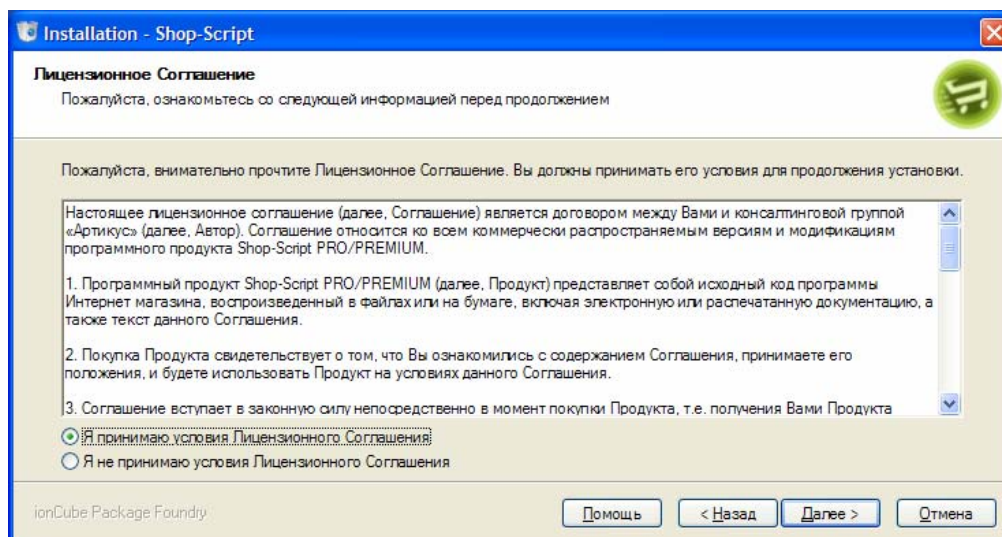 Installation - Shop-Script
Лицензионное Соглашение
Пожалуйста, ознакомьтесь со следующей информацией перед продолжением
Пожалуйста, внимательно прочтите Лицензионное Соглашение. Вы должны принимать его условия для продолжения установки.
Настоящее лицензионное соглашение (далее, Соглашение) является договором между Вами и консалтинговой группой
«Артикус» (далее, Автор). Соглашение относится ко всем коммерчески распространяемым версиям и модификациям
программного продукта Shop-Script PRO/PREMIUM.
1. Программный продукт Shop-Script PRO/PREMIUM (далее, Продукт) представляет собой исходный код программы
Интернет магазина, воспроизведенный в файлах или на бумаге, включая электронную или распечатанную документацию, а
также текст данного Соглашения.
2. Покупка Продукта свидетельствует о том, что Вы ознакомились с содержанием Соглашения, принимаете его
положения, и будете использовать Продукт на условиях данного Соглашения.
3. Соглашение вступает в законную силу непосредственно в момент покупки Продукта, т.е. получения Вами Продукта
Я принимаю условия Лицензионного Соглашения
Я не принимаю условия Лицензионного Соглашения
ionCube Package Foundry
Помощь
< Назад
Далее >
Отмена